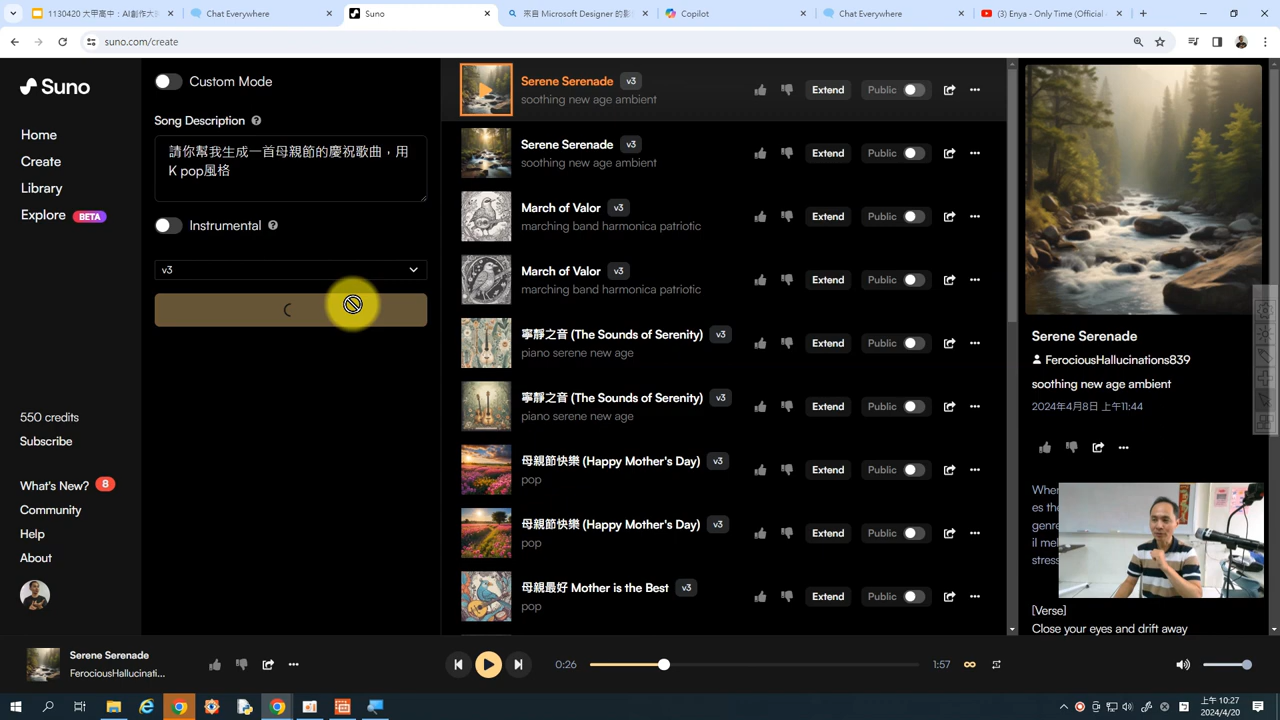 1130420 大甲高中：AI創作大
Chat Everywhere
Suno
來自 Microsoft Designer 的影
Copilot
Chat Everywhere
(3) Enya - Only Time (Official
suno.com/create
Suno
Home
Create
Library
Explore BETA
550 credits
Subscribe
What's New? 8
Community
Help
About
Custom Mode
Song Description
請你幫我生成一首母親節的慶祝歌曲，用
K pop風格
Instrumental
v3
Serene Serenade v3
soothing new age ambient
Extend Public
Serene Serenade v3
soothing new age ambient
Extend Public
March of Valor v3
marching band harmonica patriotic
Extend Public
March of Valor v3
marching band harmonica patriotic
Extend Public
寧靜之音 (The Sounds of Serenity) v3
piano serene new age
Extend Public
寧靜之音 (The Sounds of Serenity) v3
piano serene new age
Extend Public
母親節快樂 (Happy Mother's Day) v3
pop
Extend Public
母親節快樂 (Happy Mother's Day) v3
pop
Extend Public
母親最好 Mother is the Best v3
pop
Extend Public
Serene Serenade
FerociousHallucinations839
soothing new age ambient
2024年4月8日 上午11:44
[Verse]
Close your eyes and drift away
Serene Serenade
FerociousHallucinati...
0:26
1:57
上午 10:27
2024/4/20